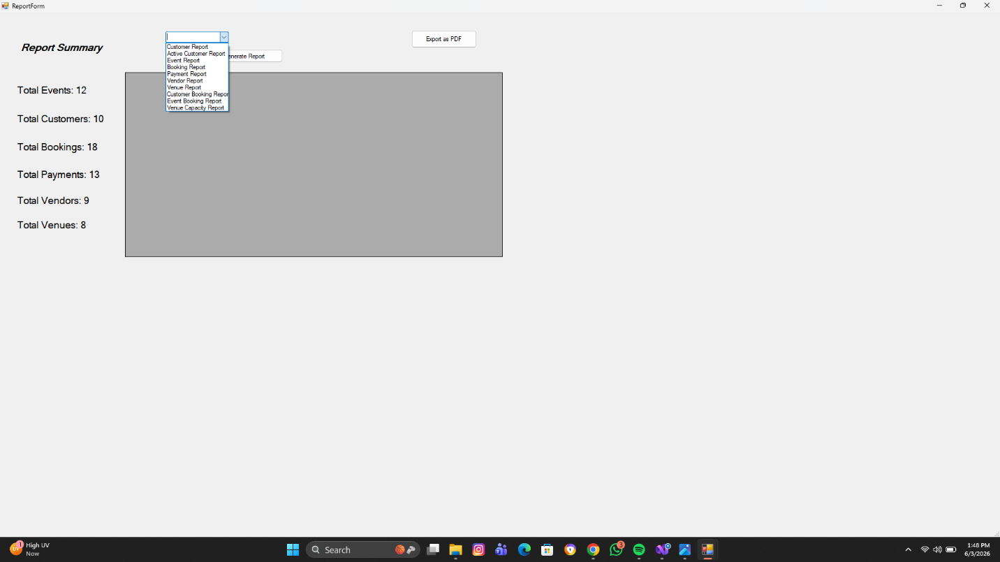 ReportForm
Report Summary
Export as PDF
Customer Report
Active Customer Report
enerate Report
Event Report
Booking Report
Payment Report
Vendor Report
Venue Report
Customer Booking Repor
Event Booking Report
Venue Capacity Report
Total Events: 12
Total Customers: 10
Total Bookings: 18
Total Payments: 13
Total Vendors: 9
Total Venues: 8
1
UV
High UV
Now
Search
3
1:48 PM
6/3/2026